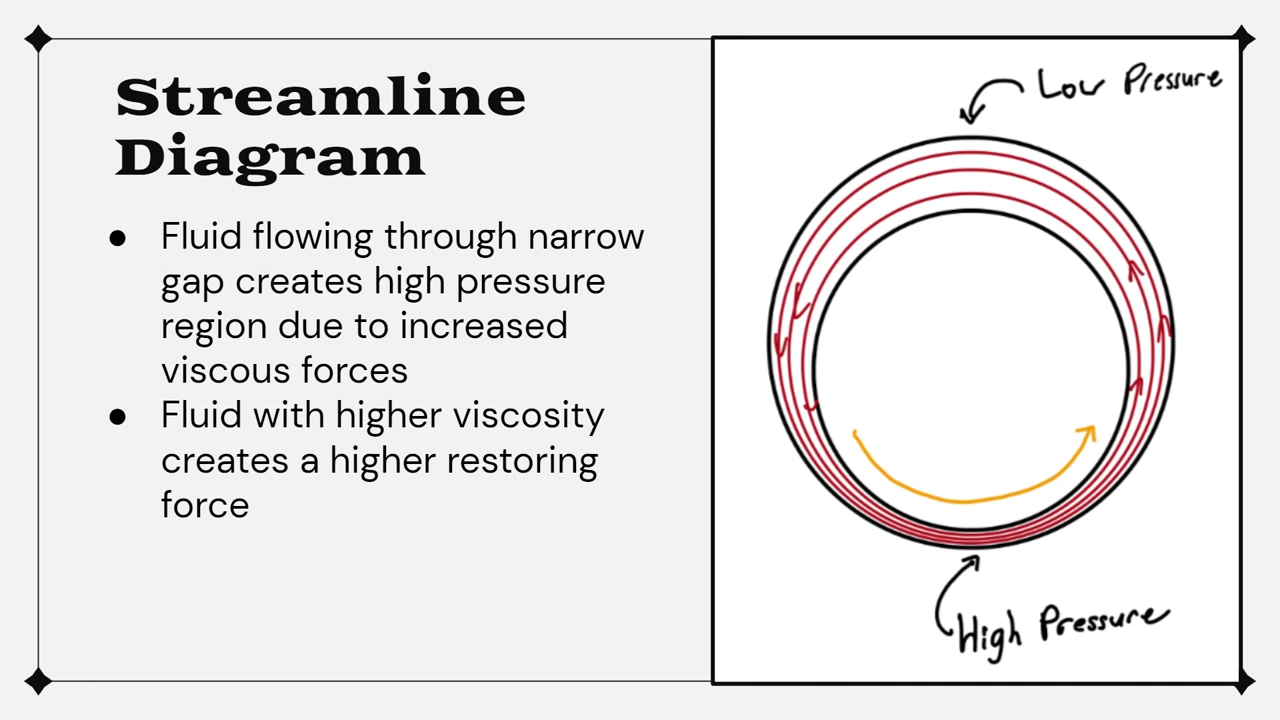 Streamline
Diagram
● Fluid flowing through narrow
gap creates high pressure
region due to increased
viscous forces
● Fluid with higher viscosity
creates a higher restoring
force
Low Pressure
High Pressure